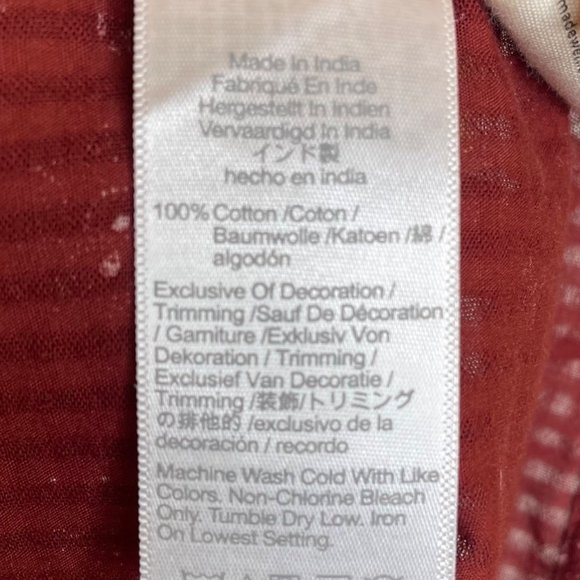 Made in India
Fabriqué En Inde
Hergestellt In Indien
Vervaardigd In India
インド製
hecho en india
100% Cotton /Coton /
Baumwolle /Katoen /綿 /
algodón
Exclusive Of Decoration /
Trimming /Sauf De Décoration
/ Garniture /Exklusiv Von
Dekoration / Trimming /
Exclusief Van Decoratie /
Trimming /装飾/トリミング
の排他的 /exclusivo de la
decoración / recordo
Machine Wash Cold With Like
Colors. Non-Chlorine Bleach
Only. Tumble Dry Low. Iron
On Lowest Setting.